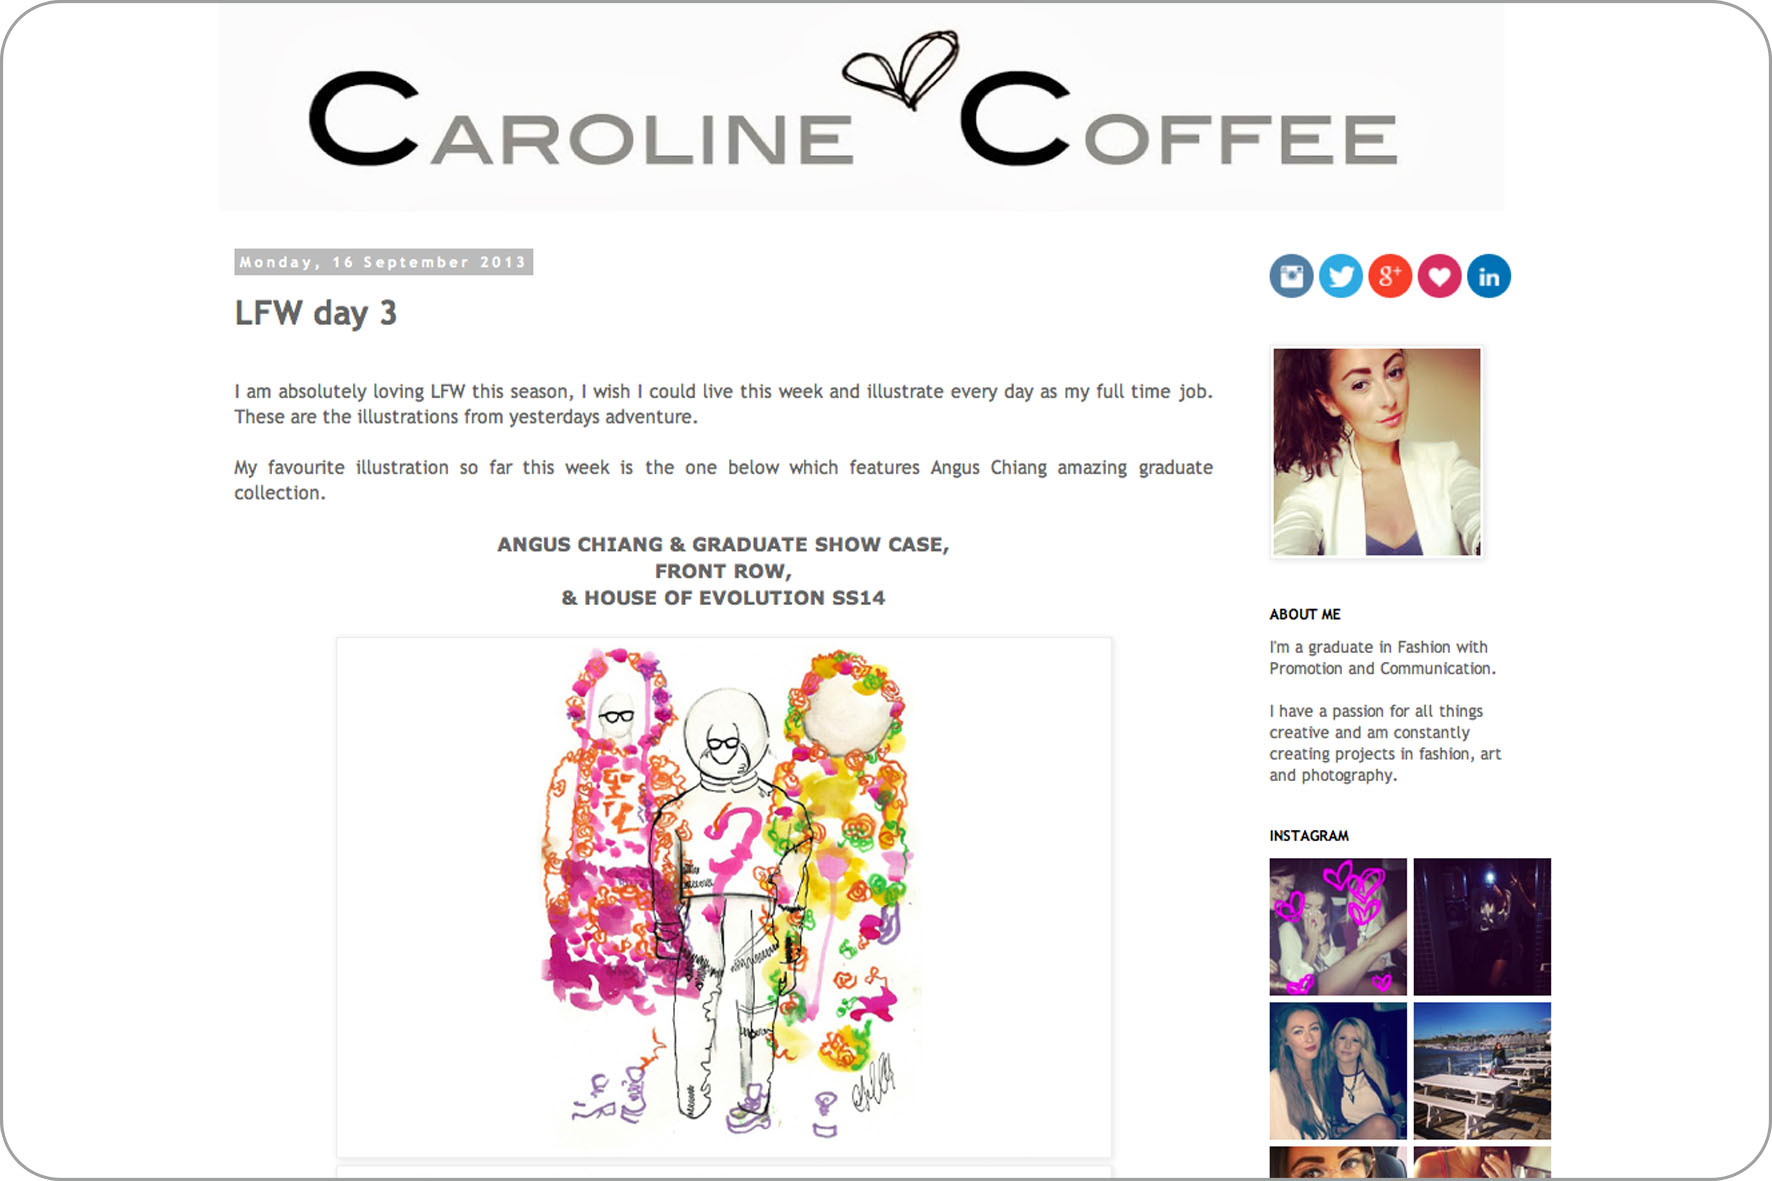 CAROLINE COFFEE
Monday, 16 September 2013
LFW day 3
I am absolutely loving LFW this season, I wish I could live this week and illustrate every day as my full time job.
These are the illustrations from yesterdays adventure.
My favourite illustration so far this week is the one below which features Angus Chiang amazing graduate
collection.
ANGUS CHIANG & GRADUATE SHOW CASE,
FRONT ROW,
& HOUSE OF EVOLUTION SS14
g+
in
ABOUT ME
I'm a graduate in Fashion with
Promotion and Communication.
I have a passion for all things
creative and am constantly
creating projects in fashion, art
and photography.
INSTAGRAM